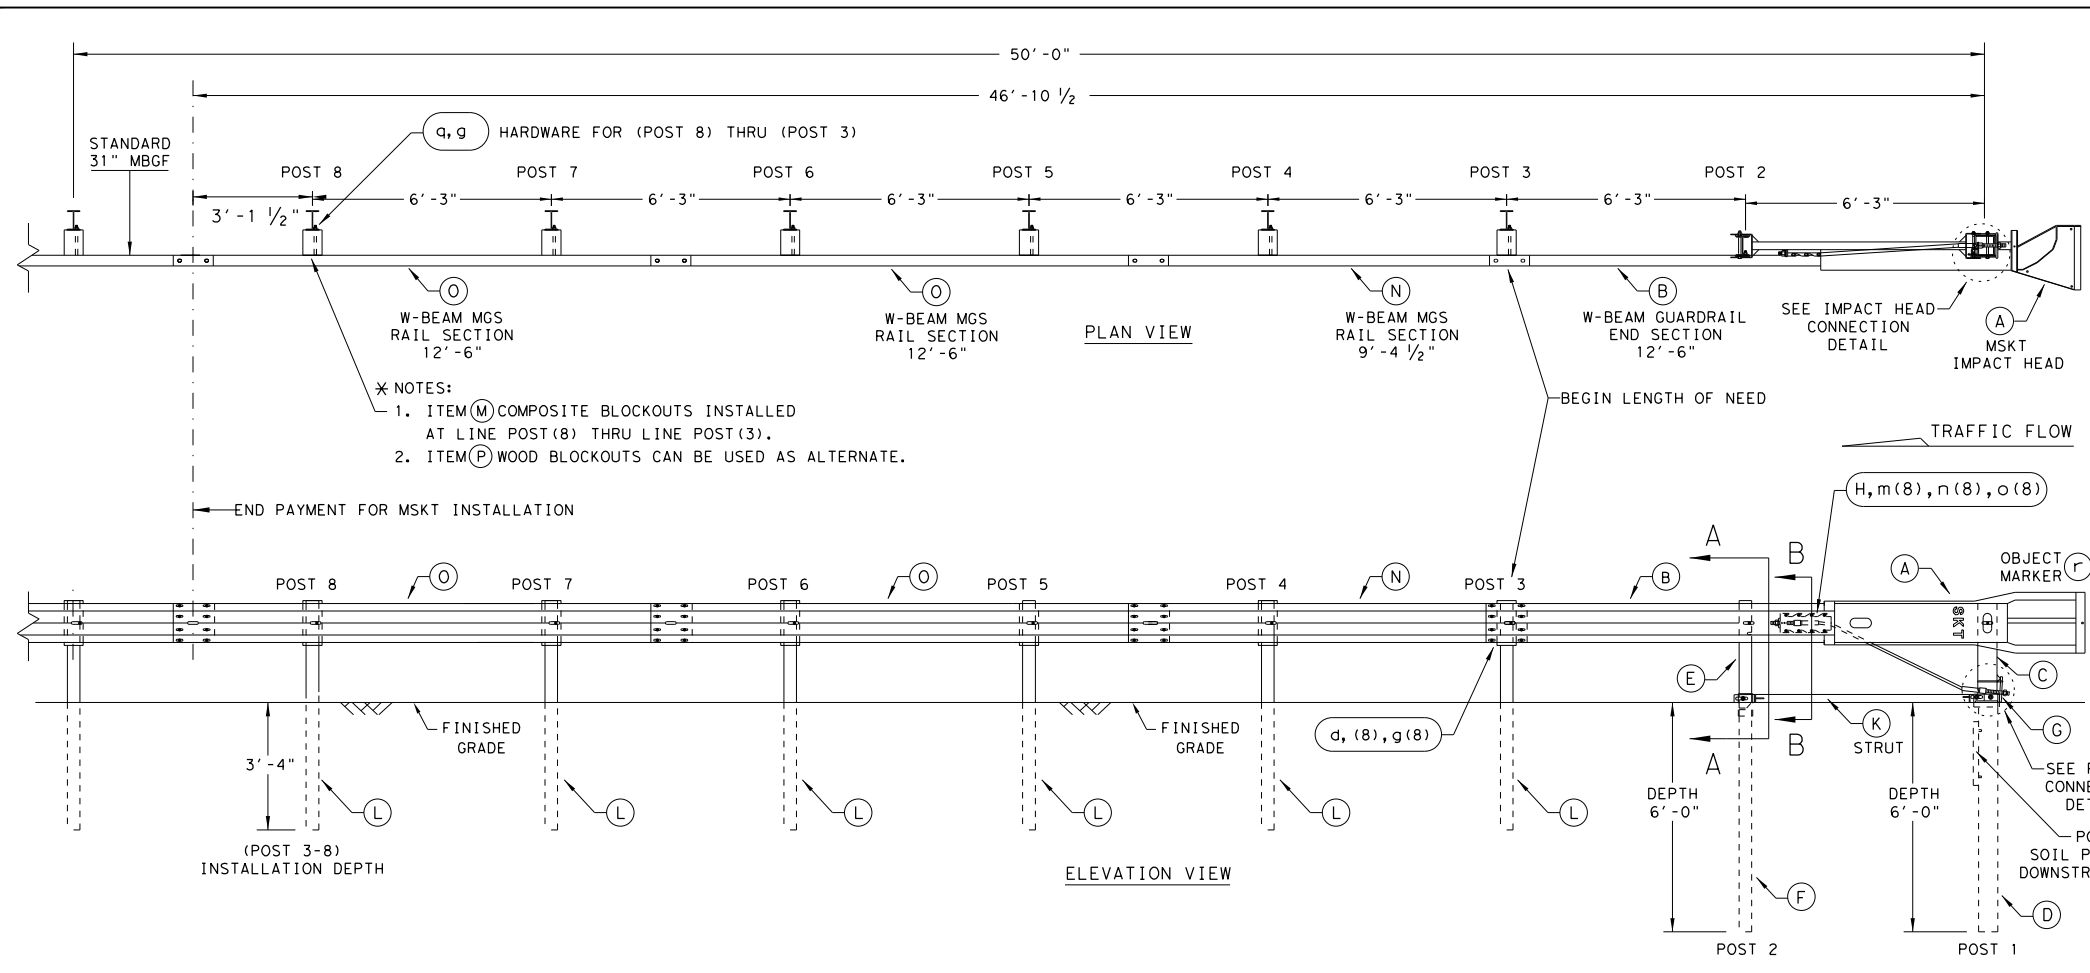 50'-0"
46'-10 1/2
STANDARD
31" MBGF
q,g HARDWARE FOR (POST 8) THRU (POST 3)
POST 8 POST 7 POST 6 POST 5 POST 4 POST 3 POST 2
3'-1 1/2" 6'-3" 6'-3" 6'-3" 6'-3" 6'-3" 6'-3" 6'-3"
O
W-BEAM MGS
RAIL SECTION
12'-6"
O
W-BEAM MGS
RAIL SECTION
12'-6"
PLAN VIEW
N
W-BEAM MGS
RAIL SECTION
9'-4 1/2"
B
W-BEAM GUARDRAIL
END SECTION
12'-6"
SEE IMPACT HEAD
CONNECTION
DETAIL
A
MSKT
IMPACT HEAD
* NOTES:
1. ITEM M COMPOSITE BLOCKOUTS INSTALLED
AT LINE POST(8) THRU LINE POST(3).
2. ITEM P WOOD BLOCKOUTS CAN BE USED AS ALTERNATE.
BEGIN LENGTH OF NEED
TRAFFIC FLOW
END PAYMENT FOR MSKT INSTALLATION
H,m(8),n(8),o(8)
A
B
OBJECT
MARKER r
POST 8 O POST 7 POST 6 O POST 5 POST 4 N POST 3 B A
SKT
E
C
FINISHED
GRADE
FINISHED
GRADE
d,(8),g(8)
K
STRUT
G
A
B
3'-4"
L L L L L
DEPTH
6'-0"
DEPTH
6'-0"
SEE
CONNE
DET
(POST 3-8)
INSTALLATION DEPTH
ELEVATION VIEW
SOIL P
DOWNSTR
F
D
POST 2 POST 1